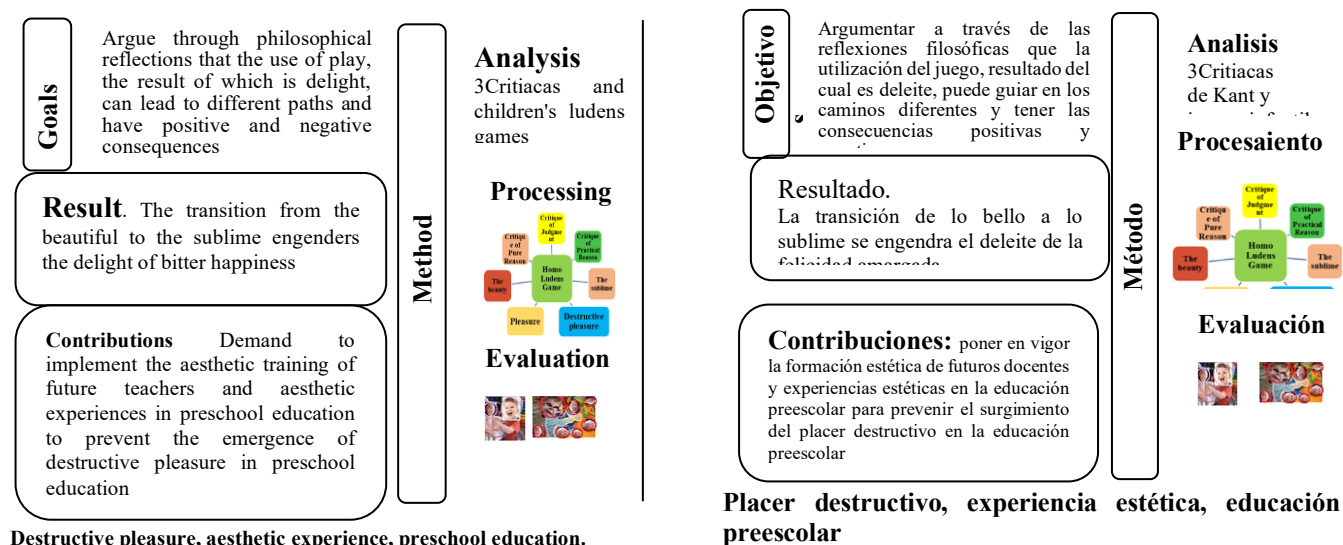 Goals
Argue through philosophical
reflections that the use of play,
the result of which is delight,
can lead to different paths and
have positive and negative
consequences
Result. The transition from the
beautiful to the sublime engenders
the delight of bitter happiness
Contributions Demand to
implement the aesthetic training of
future teachers and aesthetic
experiences in preschool education
to prevent the emergence of
destructive pleasure in preschool
education
Method
Analysis
3Critiacas and
children's ludens
games
Processing
Critique
of
Judgme
nt
Critiqu
e of
Pure
Reason
Critique
of
Practical
Reason
Homo
Ludens
Game
The
beauty
The
sublime
Pleasure
Destructive
pleasure
Evaluation
Destructive pleasure, aesthetic experience, preschool education.
Objetivo
Argumentar a través de las
reflexiones filosóficas que la
utilización del juego, resultado del
cual es deleite, puede guiar en los
caminos diferentes y tener las
consecuencias positivas y
Resultado.
La transición de lo bello a lo
sublime se engendra el deleite de la
felicidad amargada
Contribuciones: poner en vigor
la formación estética de futuros docentes
y experiencias estéticas en la educación
preescolar para prevenir el surgimiento
del placer destructivo en la educación
preescolar
Método
Analisis
3Critiacas
de Kant y
Procesaiento
Critique
of
Judgme
nt
Critiqu
e of
Pure
Reason
Critique
of
Practical
Reason
Homo
Ludens
Game
The
beauty
The
sublime
Evaluación
Placer destructivo, experiencia estética, educación
preescolar